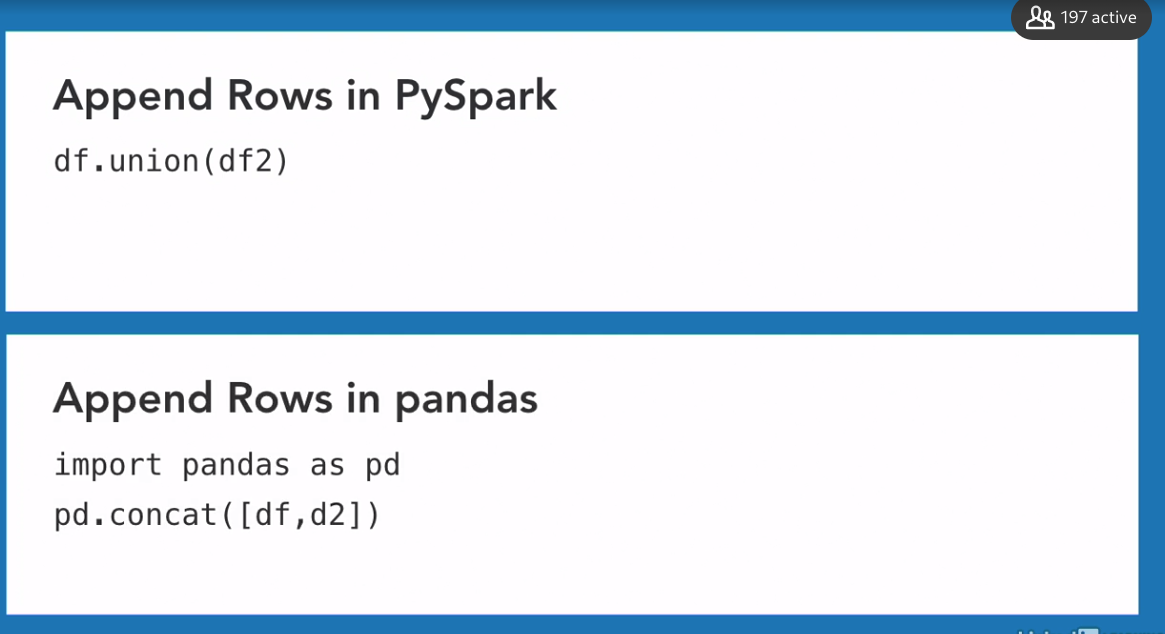 197 active
Append Rows in PySpark
df.union(df2)
Append Rows in pandas
import pandas as pd
pd.concat([df,d2])